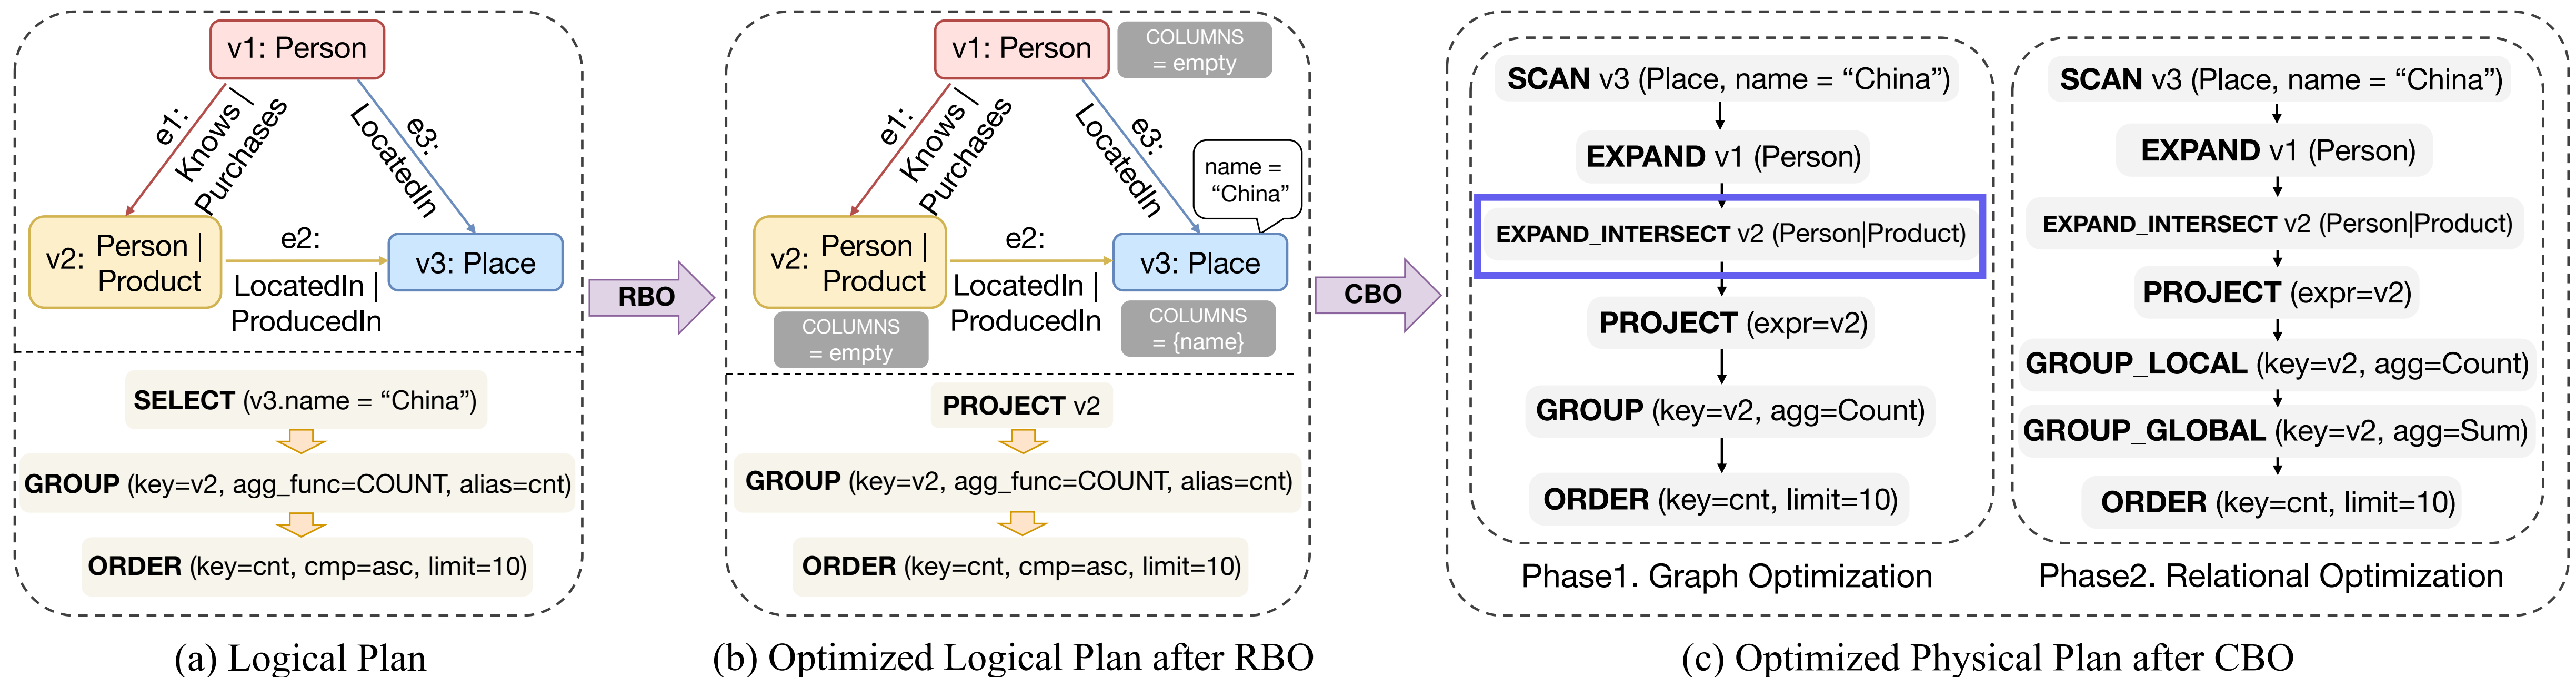 v1: Person
e1:
Knows |
Purchases
e3:
LocatedIn
v2: Person |
Product
e2:
LocatedIn |
ProducedIn
v3: Place
SELECT (v3.name = “China”)
GROUP (key=v2, agg_func=COUNT, alias=cnt)
ORDER (key=cnt, cmp=asc, limit=10)
(a) Logical Plan
RBO
v1: Person
COLUMNS
= empty
e1:
Knows |
Purchases
e3:
LocatedIn
name =
“China”
v2: Person |
Product
e2:
LocatedIn |
ProducedIn
v3: Place
COLUMNS
= empty
COLUMNS
= {name}
PROJECT v2
GROUP (key=v2, agg_func=COUNT, alias=cnt)
ORDER (key=cnt, cmp=asc, limit=10)
(b) Optimized Logical Plan after RBO
CBO
SCAN v3 (Place, name = “China”)
EXPAND v1 (Person)
EXPAND_INTERSECT v2 (Person|Product)
PROJECT (expr=v2)
GROUP (key=v2, agg=Count)
ORDER (key=cnt, limit=10)
Phase1. Graph Optimization
SCAN v3 (Place, name = “China”)
EXPAND v1 (Person)
EXPAND_INTERSECT v2 (Person|Product)
PROJECT (expr=v2)
GROUP_LOCAL (key=v2, agg=Count)
GROUP_GLOBAL (key=v2, agg=Sum)
ORDER (key=cnt, limit=10)
Phase2. Relational Optimization
(c) Optimized Physical Plan after CBO